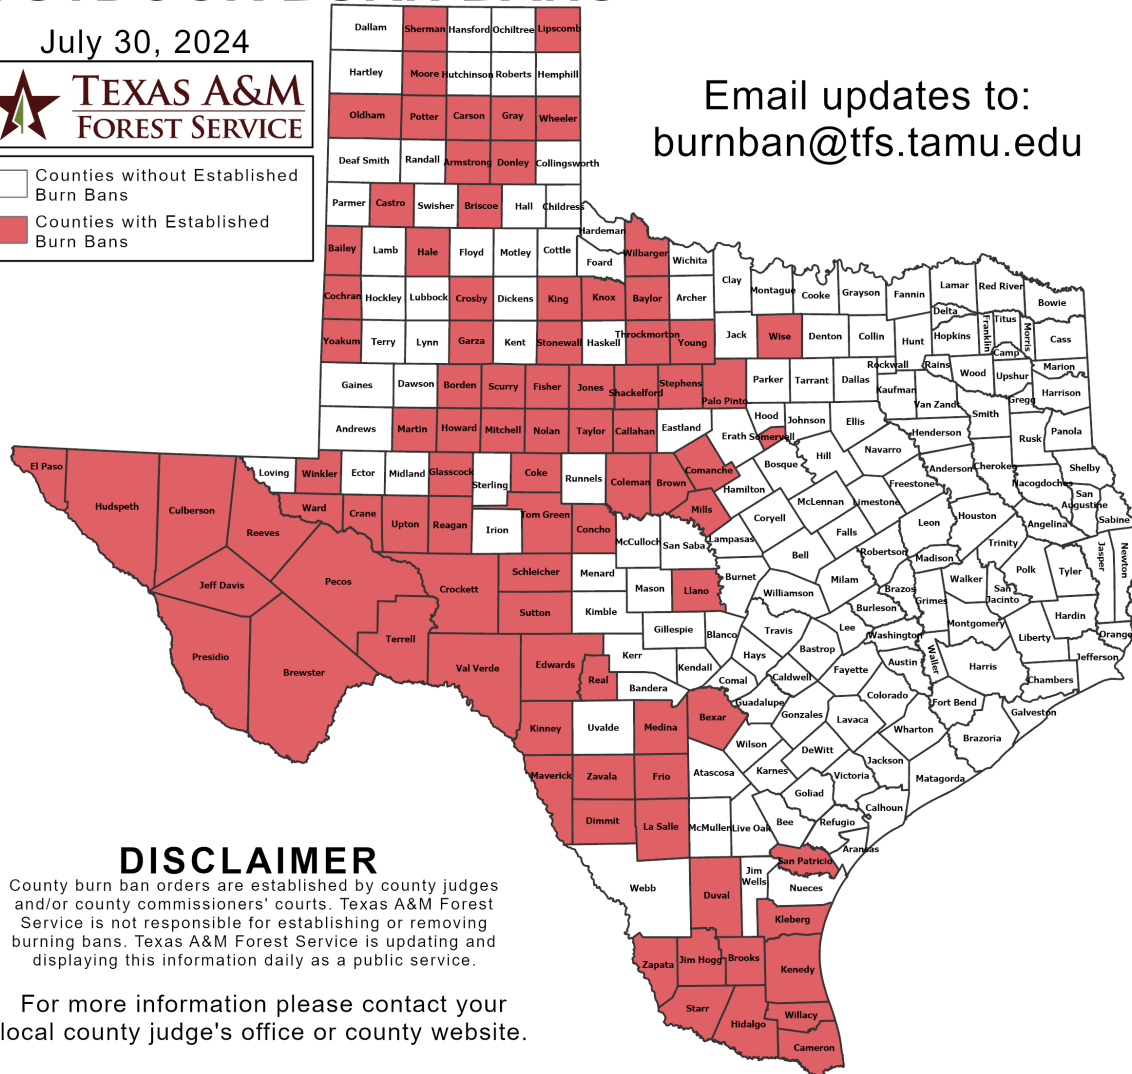 OUTDOOR BURN BANS
July 30, 2024
TEXAS A&M
FOREST SERVICE
Counties without Established
Burn Bans
Counties with Established
Burn Bans
Email updates to:
burnban@tfs.tamu.edu
Dallam Sherman Hansford Ochiltree Lipscomb
Hartley Moore Hutchinson Roberts Hemphill
Oldham Potter Carson Gray Wheeler
Deaf Smith Randall Armstrong Donley Collingsworth
Parmer Castro Swisher Briscoe Hall Childress
Hardeman
Bailey Lamb Hale Floyd Motley Cottle Foard Wilbarger Wichita
Clay Montague Cooke Grayson Fannin Lamar Red River Bowie
Cochran Hockley Lubbock Crosby Dickens King Knox Baylor Archer
Delta Titus Franklin Morris
Yoakum Terry Lynn Garza Kent Stonewall Haskell Throckmorton Young Jack Wise Denton Collin Hunt Hopkins Camp Cass
Rockwall Rains Wood Upshur Marion
Gaines Dawson Borden Scurry Fisher Jones Shackelford Stephens Palo Pinto Parker Tarrant Dallas Kaufman Van Zandt Gregg Harrison
Andrews Martin Howard Mitchell Nolan Taylor Callahan Eastland Erath Hood Somervell Johnson Ellis Henderson Smith Rusk Panola
El Paso Loving Winkler Ector Midland Glasscock Sterling Coke Runnels Coleman Brown Comanche Hamilton Bosque Hill Navarro Freestone Anderson Cherokee Nacogdoches Shelby
San
Augustine
Sabine
Hudspeth Culberson Reeves Ward Crane Upton Reagan Irion Tom Green Concho McCulloch San Saba Mills Lampasas Coryell McLennan Limestone Falls Leon Houston Angelina
Jeff Davis Pecos Crockett Schleicher Menard Mason Llano Burnet Bell Milam Robertson Madison Trinity Polk Tyler Jasper Newton
Sutton Kimble Gillespie Blanco Williamson Burleson Brazos Grimes Walker
San
Jacinto
Montgomery Hardin Liberty Orange
Presidio Brewster Terrell Val Verde Edwards Real Kerr Kendall Bandera Hays Travis Bastrop Lee Washington Waller Austin Harris Jefferson Chambers
Comal Caldwell Fayette Colorado Fort Bend Galveston
Kinney Uvalde Medina Bexar Guadalupe Gonzales Lavaca Wharton Brazoria
Maverick Zavala Frio Atascosa Wilson Karnes DeWitt Victoria Jackson Matagorda
Dimmit La Salle McMullen Live Oak Bee Goliad Refugio Calhoun Aransas
Webb Duval
Jim
Wells
San Patricio Nueces
Kleberg
Zapata Jim Hogg Brooks Kenedy
Starr Hidalgo Willacy
Cameron
DISCLAIMER
County burn ban orders are established by county judges
and/or county commissioners' courts. Texas A&M Forest
Service is not responsible for establishing or removing
burning bans. Texas A&M Forest Service is updating and
displaying this information daily as a public service.
For more information please contact your
local county judge's office or county website.